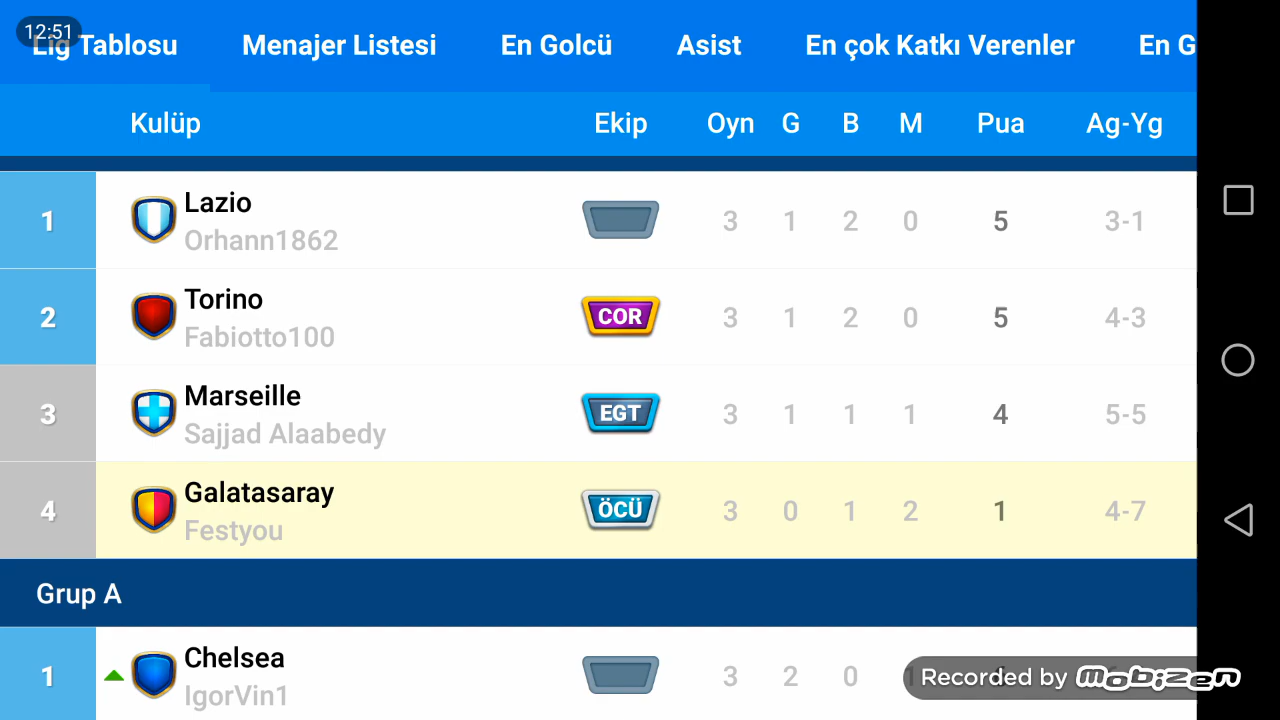 12:51
Lig Tablosu Menajer Listesi En Golcü Asist En çok Katkı Verenler En G
Kulüp Ekip Oyn G B M Pua Ag-Yg
1 Lazio 3 1 2 0 5 3-1
Orhann1862
2 Torino COR 3 1 2 0 5 4-3
Fabiotto100
3 Marseille EGT 3 1 1 1 4 5-5
Sajjad Alaabedy
4 Galatasaray ÖCÜ 3 0 1 2 1 4-7
Festyou
Grup A
1 Chelsea 3 2 0
IgorVin1
Recorded by mobizen